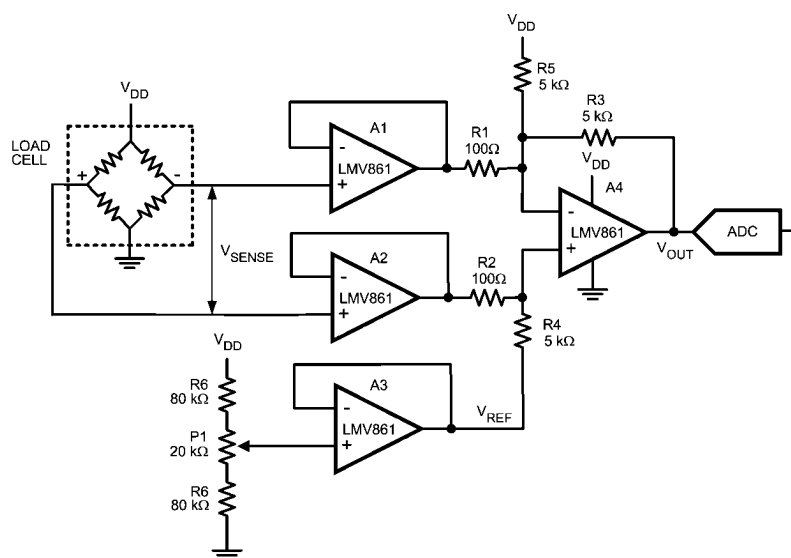 VDD
R5
5 kΩ
R3
5 kΩ
VDD
LOAD
CELL
+
-
A1
-
LMV861
+
R1
100Ω
VDD
A4
-
LMV861
+
VOUT
ADC
VSENSE
A2
-
LMV861
+
R2
100Ω
R4
5 kΩ
VDD
R6
80 kΩ
P1
20 kΩ
R6
80 kΩ
A3
-
LMV861
+
VREF